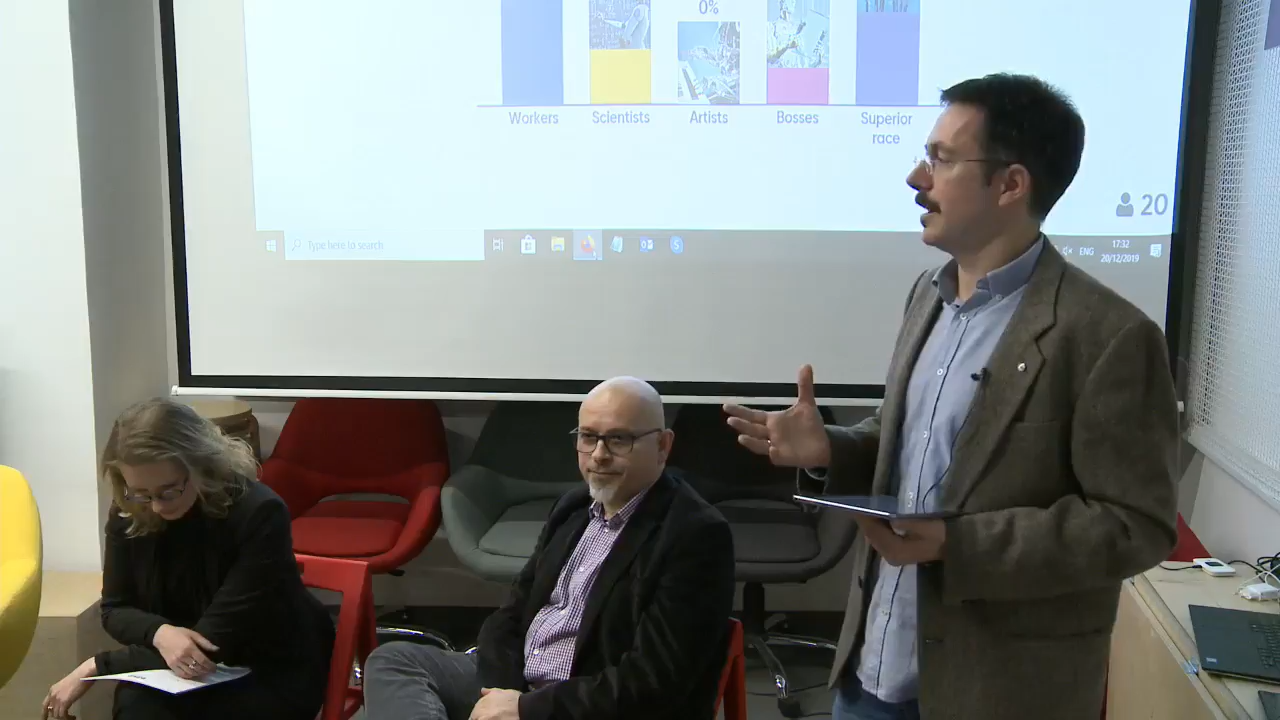 0%
Workers
Scientists
Artists
Bosses
Superior
race
20
Type here to search
ENG
17:32
20/12/2019